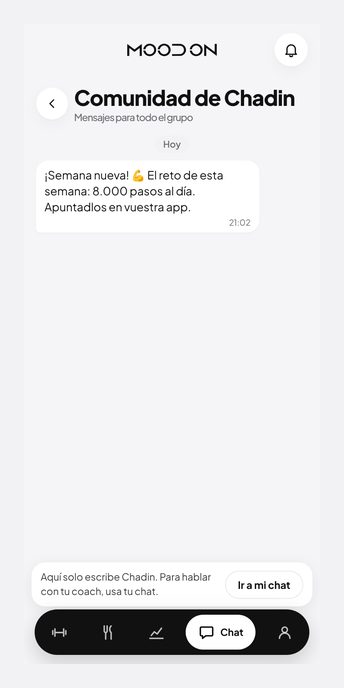 MOOD ON
Comunidad de Chadin
Mensajes para todo el grupo
Hoy
¡Semana nueva! 💪 El reto de esta
semana: 8.000 pasos al día.
Apuntadlos en vuestra app.
21:02
Aquí solo escribe Chadin. Para hablar
con tu coach, usa tu chat.
Ir a mi chat
Chat